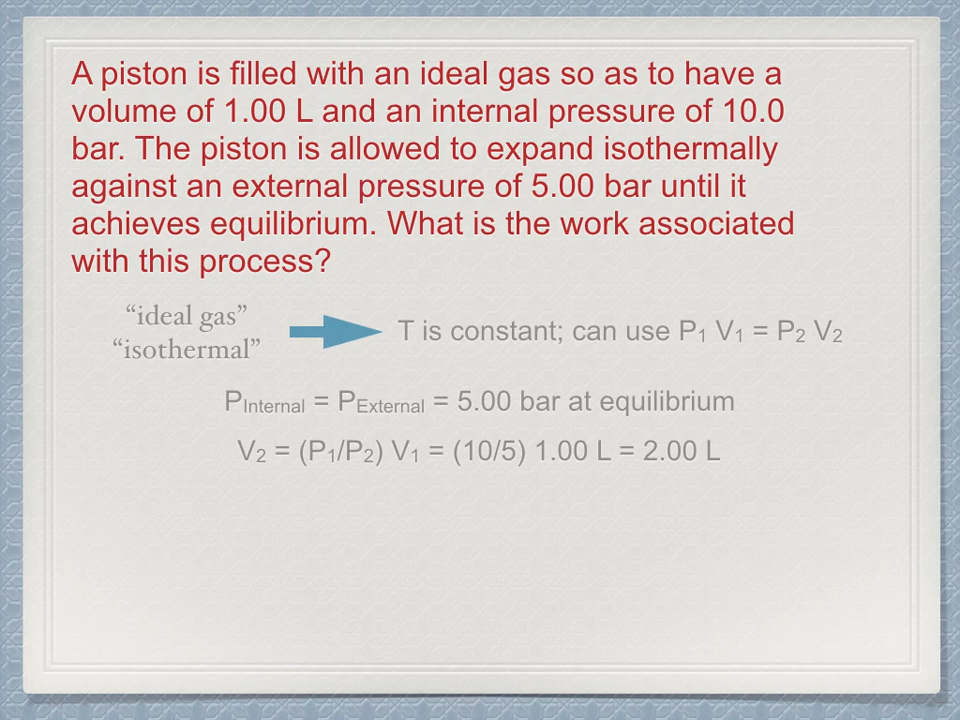 A piston is filled with an ideal gas so as to have a
volume of 1.00 L and an internal pressure of 10.0
bar. The piston is allowed to expand isothermally
against an external pressure of 5.00 bar until it
achieves equilibrium. What is the work associated
with this process?
“ideal gas”
“isothermal”
T is constant; can use P₁ V₁ = P₂ V₂
P_Internal = P_External = 5.00 bar at equilibrium
V₂ = (P₁/P₂) V₁ = (10/5) 1.00 L = 2.00 L